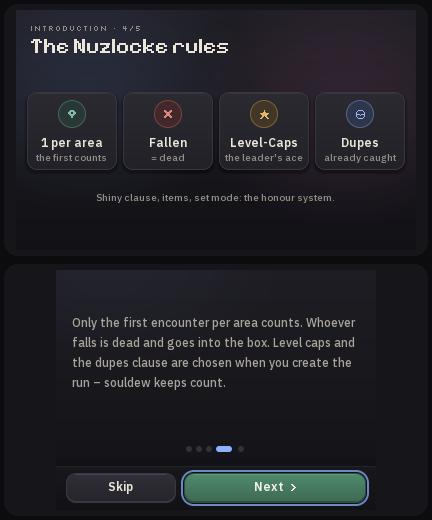 INTRODUCTION · 4/5
The Nuzlocke rules
1 per area
the first counts
Fallen
= dead
Level-Caps
the leader's ace
Dupes
already caught
Shiny clause, items, set mode: the honour system.
Only the first encounter per area counts. Whoever
falls is dead and goes into the box. Level caps and
the dupes clause are chosen when you create the
run – souldew keeps count.
Skip
Next